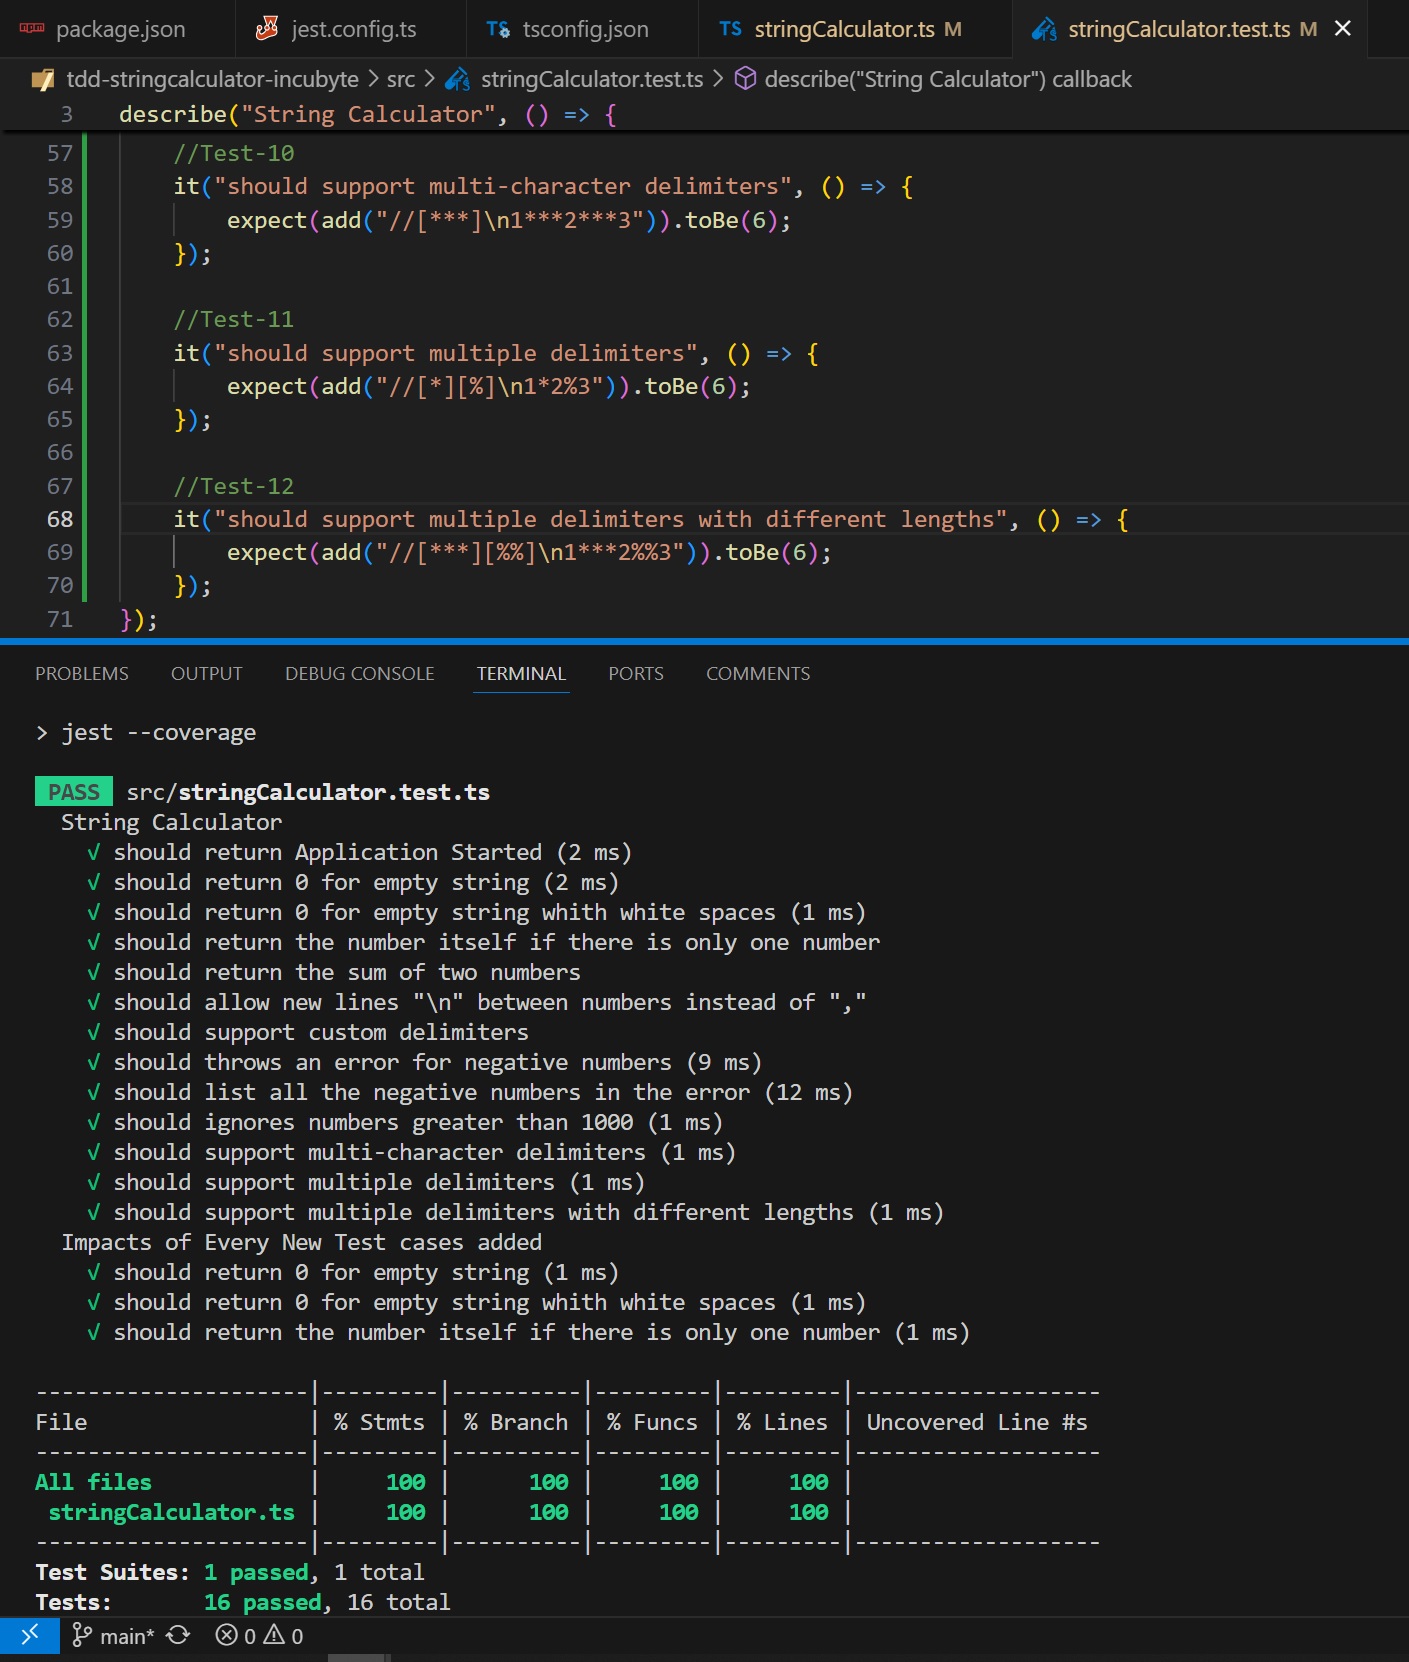 package.json
jest.config.ts
TS tsconfig.json
TS stringCalculator.ts M
stringCalculator.test.ts M
tdd-stringcalculator-incubyte > src > stringCalculator.test.ts > describe("String Calculator") callback
3 describe("String Calculator", () => {
57 //Test-10
58 it("should support multi-character delimiters", () => {
59 expect(add("//[***]\n1***2***3")).toBe(6);
60 });
61
62 //Test-11
63 it("should support multiple delimiters", () => {
64 expect(add("//[*][%]\n1*2%3")).toBe(6);
65 });
66
67 //Test-12
68 it("should support multiple delimiters with different lengths", () => {
69 expect(add("//[***][%%]\n1***2%%3")).toBe(6);
70 });
71 });
PROBLEMS OUTPUT DEBUG CONSOLE TERMINAL PORTS COMMENTS
> jest --coverage
PASS src/stringCalculator.test.ts
String Calculator
√ should return Application Started (2 ms)
√ should return 0 for empty string (2 ms)
√ should return 0 for empty string whith white spaces (1 ms)
√ should return the number itself if there is only one number
√ should return the sum of two numbers
√ should allow new lines "\n" between numbers instead of ","
√ should support custom delimiters
√ should throws an error for negative numbers (9 ms)
√ should list all the negative numbers in the error (12 ms)
√ should ignores numbers greater than 1000 (1 ms)
√ should support multi-character delimiters (1 ms)
√ should support multiple delimiters (1 ms)
√ should support multiple delimiters with different lengths (1 ms)
Impacts of Every New Test cases added
√ should return 0 for empty string (1 ms)
√ should return 0 for empty string whith white spaces (1 ms)
√ should return the number itself if there is only one number (1 ms)
---------------------|---------|----------|---------|---------|-------------------
File | % Stmts | % Branch | % Funcs | % Lines | Uncovered Line #s
---------------------|---------|----------|---------|---------|-------------------
All files | 100 | 100 | 100 | 100 |
stringCalculator.ts | 100 | 100 | 100 | 100 |
---------------------|---------|----------|---------|---------|-------------------
Test Suites: 1 passed, 1 total
Tests: 16 passed, 16 total
main* 0 0